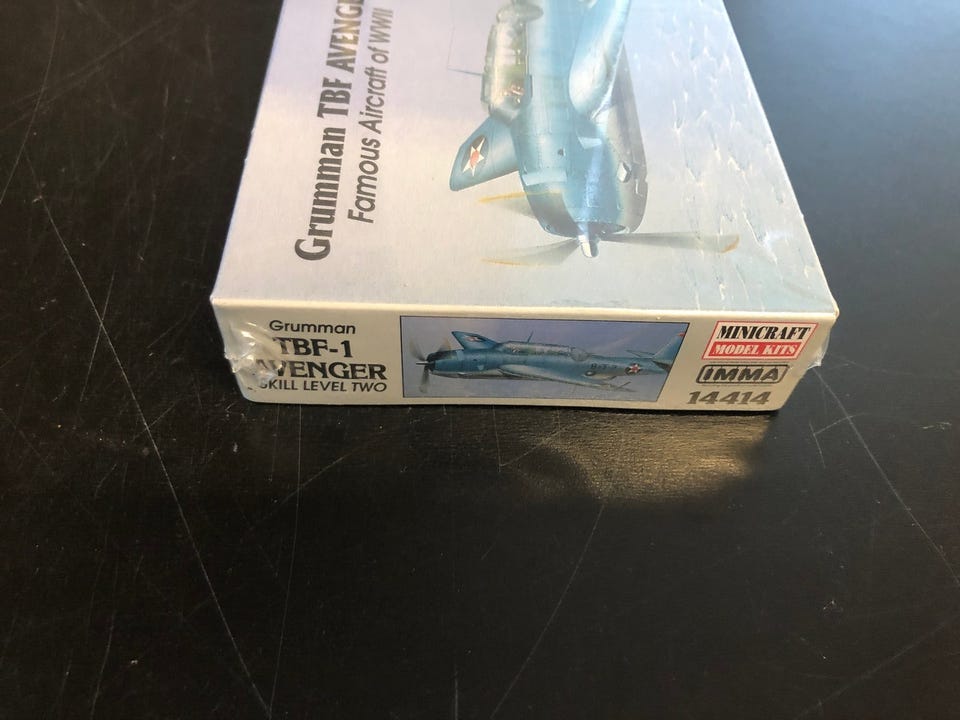 Grumman TBF AVENGE
Famous Aircraft of WWII
Grumman
TBF-1
AVENGER
SKILL LEVEL TWO
MINICRAFT
MODEL KITS
IMMA
14414